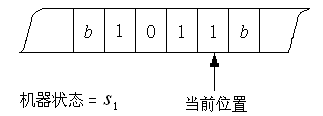 b 1 0 1 1 b
机器状态 = s₁
当前位置